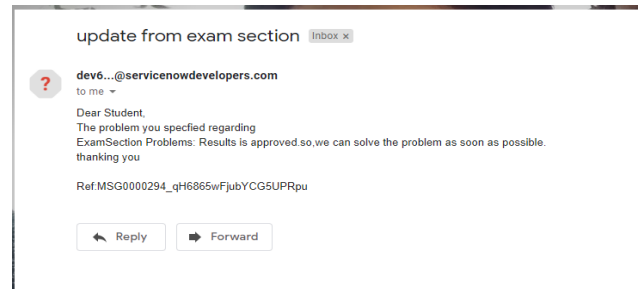 update from exam section Inbox x
?
dev6...@servicenowdevelopers.com
to me
Dear Student,
The problem you specfied regarding
ExamSection Problems: Results is approved.so,we can solve the problem as soon as possible.
thanking you
Ref:MSG0000294_qH6865wFjubYCG5UPRpu
Reply Forward